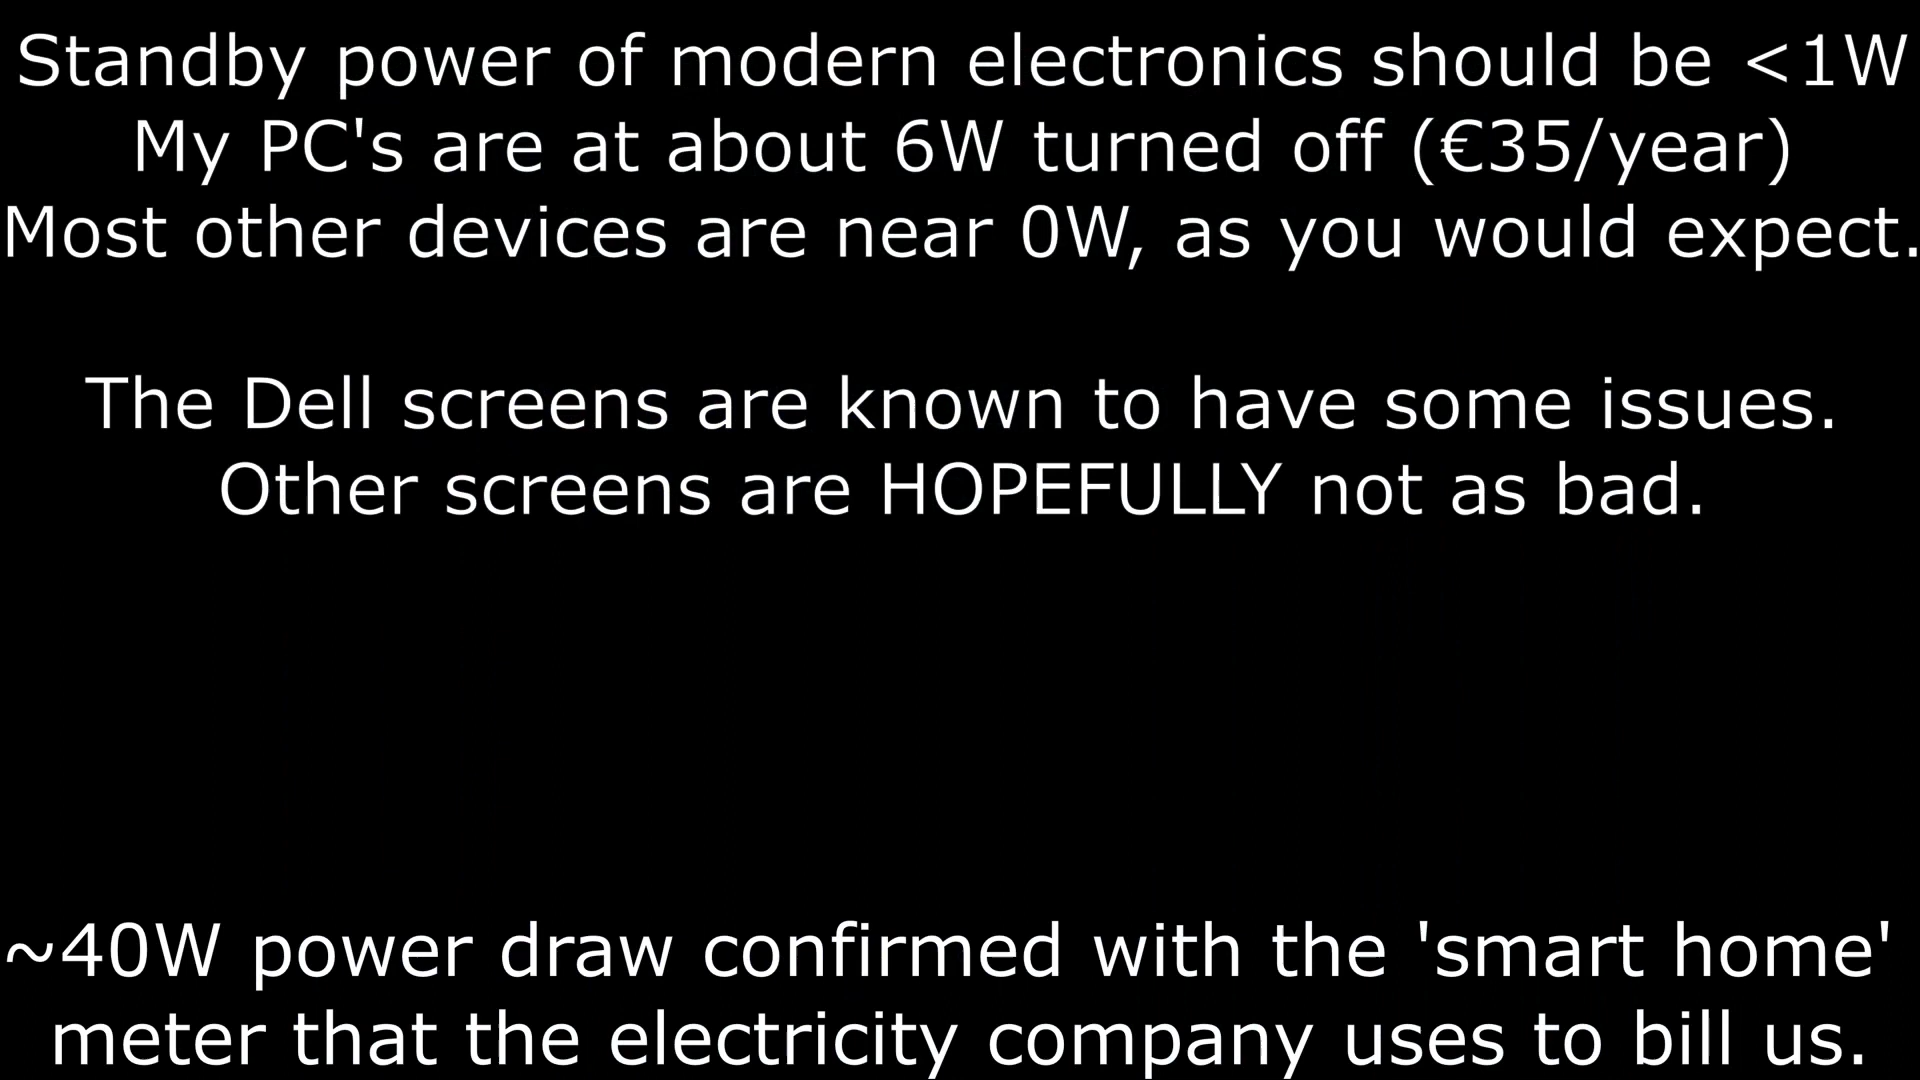 Standby power of modern electronics should be <1W
My PC's are at about 6W turned off (€35/year)
Most other devices are near 0W, as you would expect.
The Dell screens are known to have some issues.
Other screens are HOPEFULLY not as bad.
~40W power draw confirmed with the 'smart home'
meter that the electricity company uses to bill us.